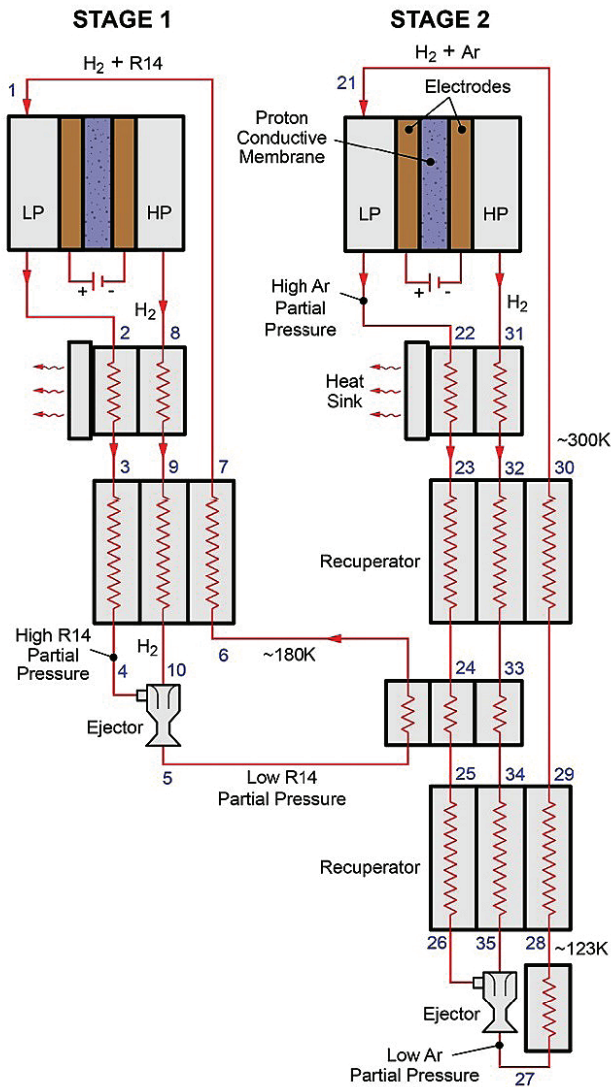 STAGE 1
STAGE 2
H2 + R14
H2 + Ar
1
21
Electrodes
Proton
Conductive
Membrane
LP
HP
LP
HP
+
-
+
-
H2
High Ar
Partial
Pressure
H2
2
8
22
31
Heat
Sink
3
9
7
23
32
~300K
30
Recuperator
High R14
Partial
Pressure
4
H2
10
6
~180K
24
33
Ejector
5
Low R14
Partial Pressure
25
34
29
Recuperator
26
35
28
~123K
Ejector
Low Ar
Partial Pressure
27